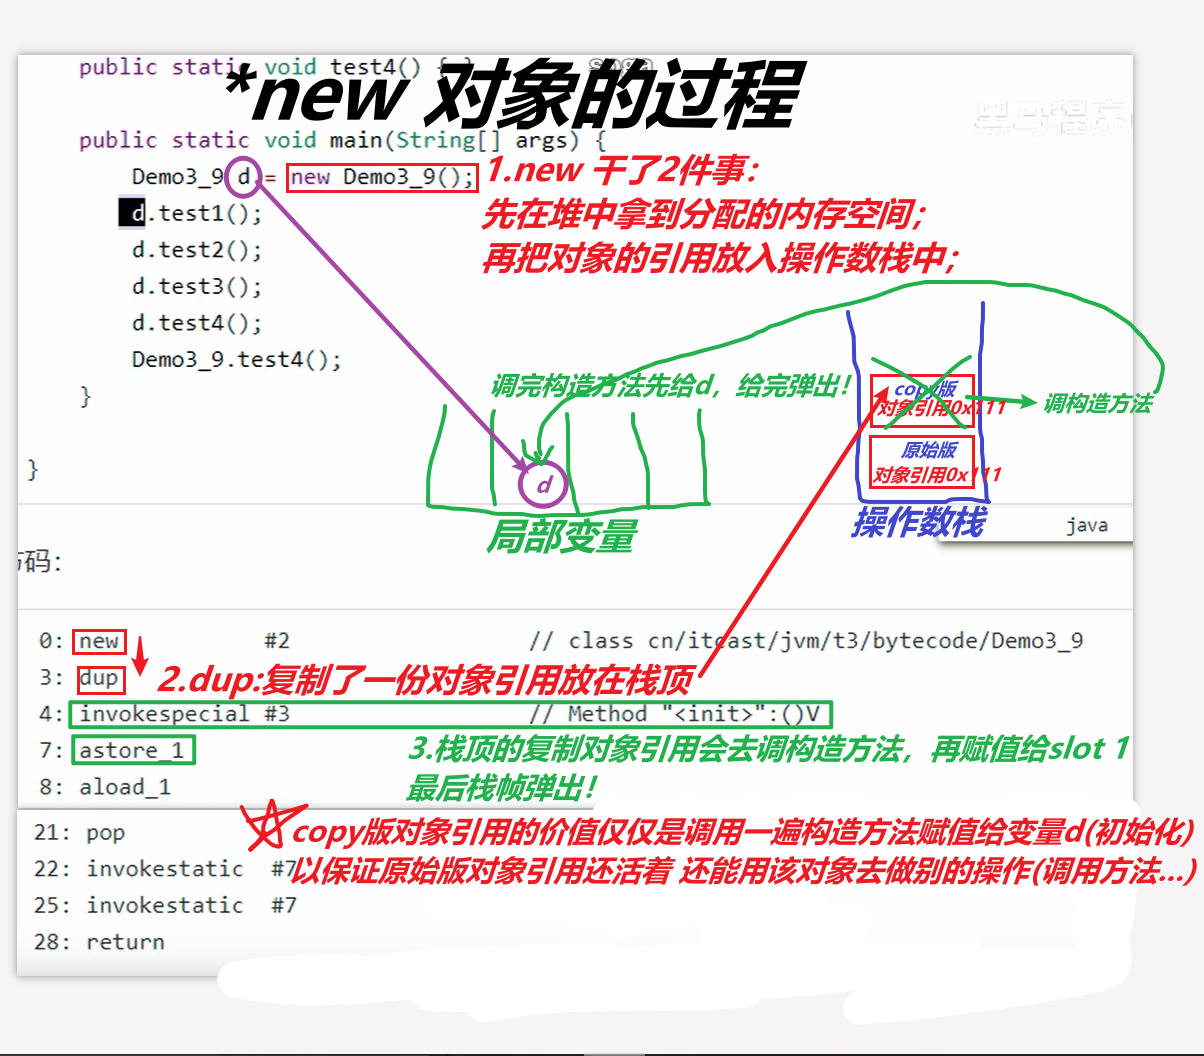 public static void test4() { }
*new 对象的过程
黑马程序
public static void main(String[] args) {
Demo3_9 d = new Demo3_9();
1.new 干了2件事：
d.test1();
先在堆中拿到分配的内存空间；
d.test2();
再把对象的引用放入操作数栈中；
d.test3();
d.test4();
Demo3_9.test4();
}
调完构造方法先给d，给完弹出！
copy版
对象引用0x111
调构造方法
原始版
对象引用0x111
}
d
局部变量
操作数栈
java
码:
0: new #2 // class cn/itcast/jvm/t3/bytecode/Demo3_9
3: dup
2.dup:复制了一份对象引用放在栈顶
4: invokespecial #3 // Method "<init>":()V
7: astore_1
3.栈顶的复制对象引用会去调构造方法，再赋值给slot 1
8: aload_1
最后栈帧弹出！
21: pop
copy版对象引用的价值仅仅是调用一遍构造方法赋值给变量d(初始化)
22: invokestatic #7
以保证原始版对象引用还活着 还能用该对象去做别的操作(调用方法...)
25: invokestatic #7
28: return